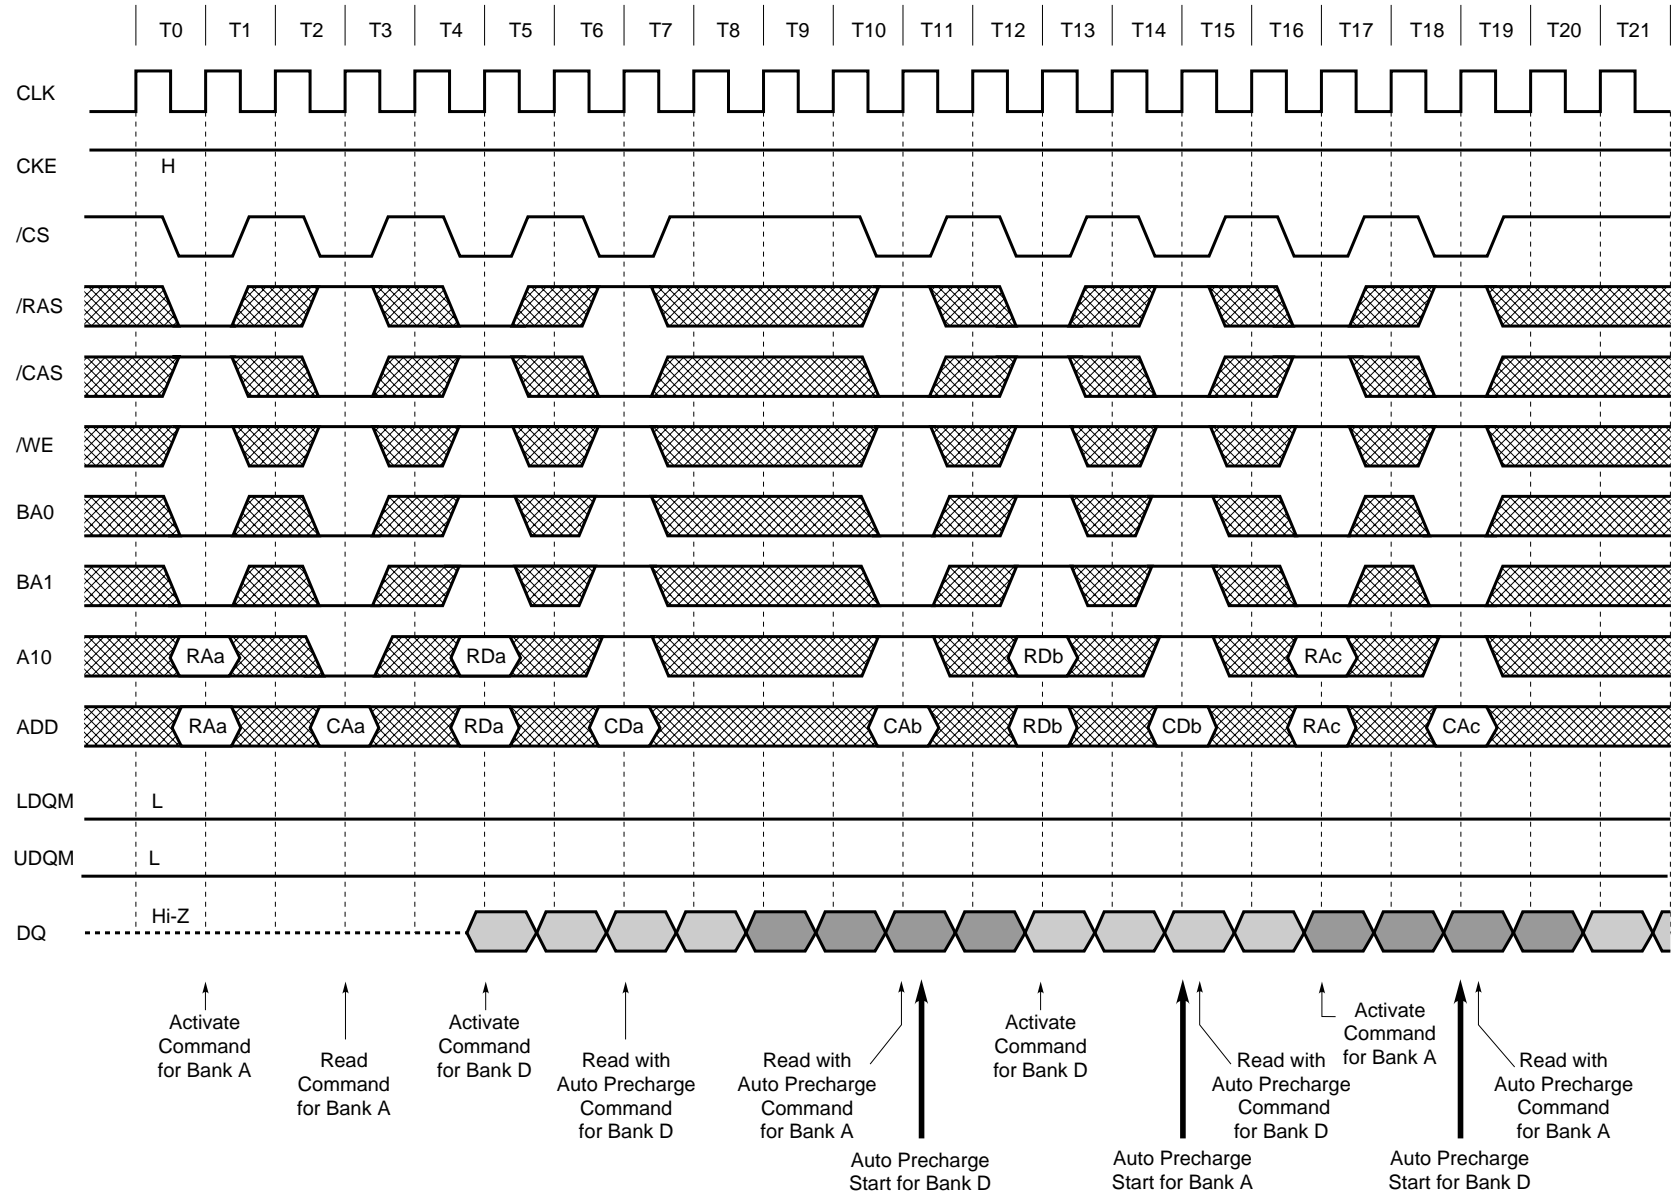 T0 T1 T2 T3 T4 T5 T6 T7 T8 T9 T10 T11 T12 T13 T14 T15 T16 T17 T18 T19 T20 T21
CLK
CKE H
/CS
/RAS
/CAS
/WE
BA0
BA1
A10 RAa RDa RDb RAc
ADD RAa CAa RDa CDa CAb RDb CDb RAc CAc
LDQM L
UDQM L
DQ Hi-Z
Activate
Command
for Bank A
Read
Command
for Bank A
Activate
Command
for Bank D
Read with
Auto Precharge
Command
for Bank D
Read with
Auto Precharge
Command
for Bank A
Auto Precharge
Start for Bank D
Activate
Command
for Bank D
Auto Precharge
Start for Bank A
Read with
Auto Precharge
Command
for Bank D
Activate
Command
for Bank A
Auto Precharge
Start for Bank D
Read with
Auto Precharge
Command
for Bank A